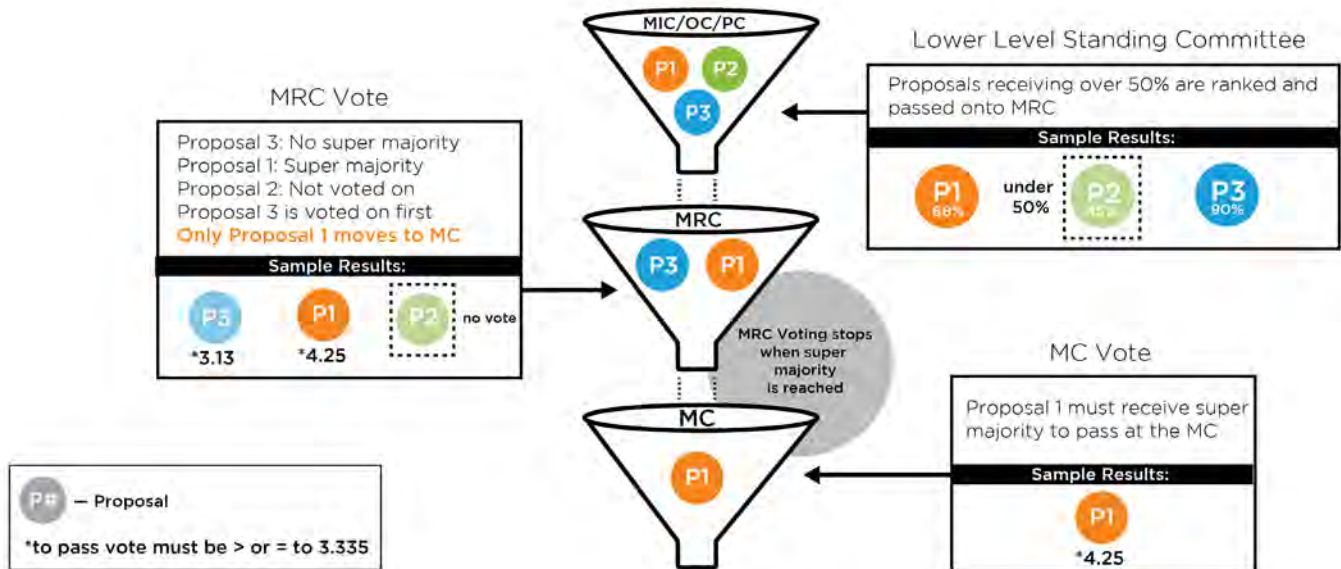 MIC/OC/PC
P1
P2
P3
Lower Level Standing Committee
Proposals receiving over 50% are ranked and
passed onto MRC
Sample Results:
P1
68%
under
50%
P2
45%
P3
90%
MRC Vote
Proposal 3: No super majority
Proposal 1: Super majority
Proposal 2: Not voted on
Proposal 3 is voted on first
Only Proposal 1 moves to MC
Sample Results:
P3
*3.13
P1
*4.25
P2
no vote
MRC
P3
P1
MRC Voting stops
when super
majority
is reached
MC Vote
Proposal 1 must receive super
majority to pass at the MC
Sample Results:
P1
*4.25
MC
P1
P# — Proposal
*to pass vote must be > or = to 3.335